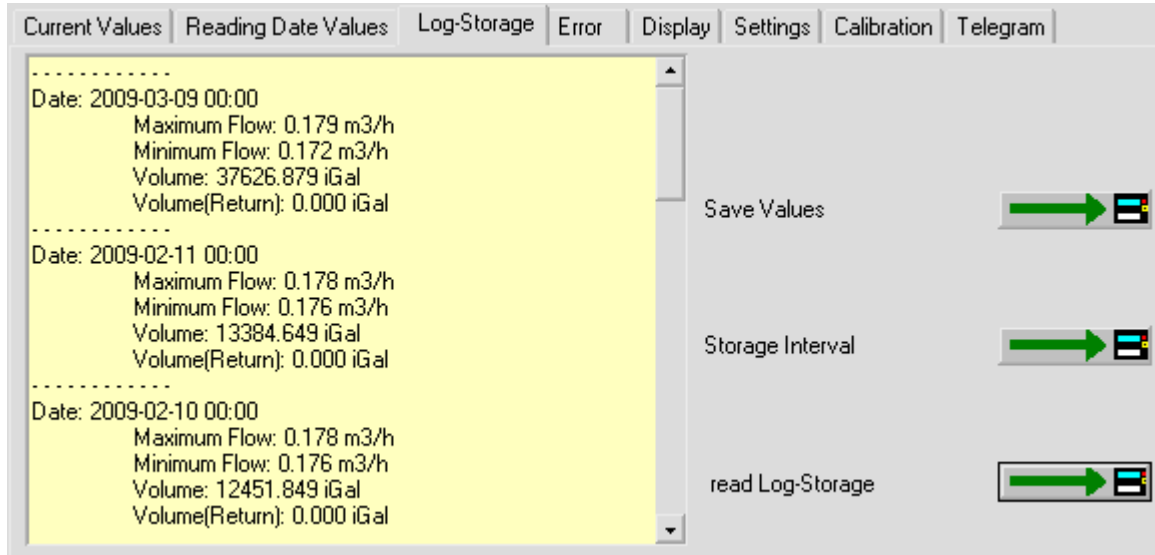 Current Values Reading Date Values Log-Storage Error Display Settings Calibration Telegram
- - - - - - - - - - - -
Date: 2009-03-09 00:00
Maximum Flow: 0.179 m3/h
Minimum Flow: 0.172 m3/h
Volume: 37626.879 iGal
Volume(Return): 0.000 iGal
- - - - - - - - - - - -
Date: 2009-02-11 00:00
Maximum Flow: 0.178 m3/h
Minimum Flow: 0.176 m3/h
Volume: 13384.649 iGal
Volume(Return): 0.000 iGal
- - - - - - - - - - - -
Date: 2009-02-10 00:00
Maximum Flow: 0.178 m3/h
Minimum Flow: 0.176 m3/h
Volume: 12451.849 iGal
Volume(Return): 0.000 iGal
Save Values
Storage Interval
read Log-Storage